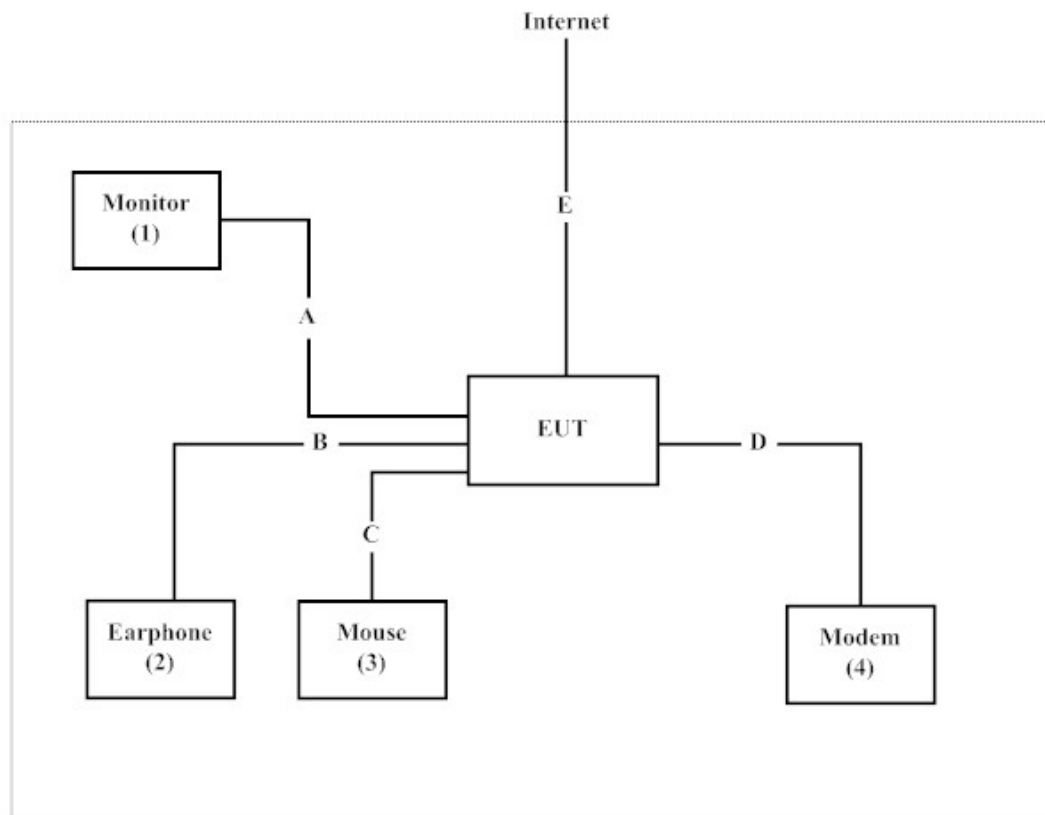 Internet
Monitor
(1)
E
A
EUT
B
D
C
Earphone
(2)
Mouse
(3)
Modem
(4)